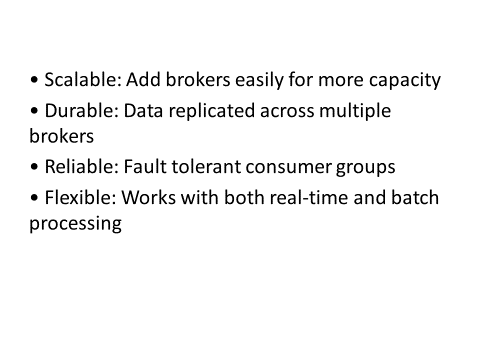 • Scalable: Add brokers easily for more capacity
• Durable: Data replicated across multiple
brokers
• Reliable: Fault tolerant consumer groups
• Flexible: Works with both real-time and batch
processing